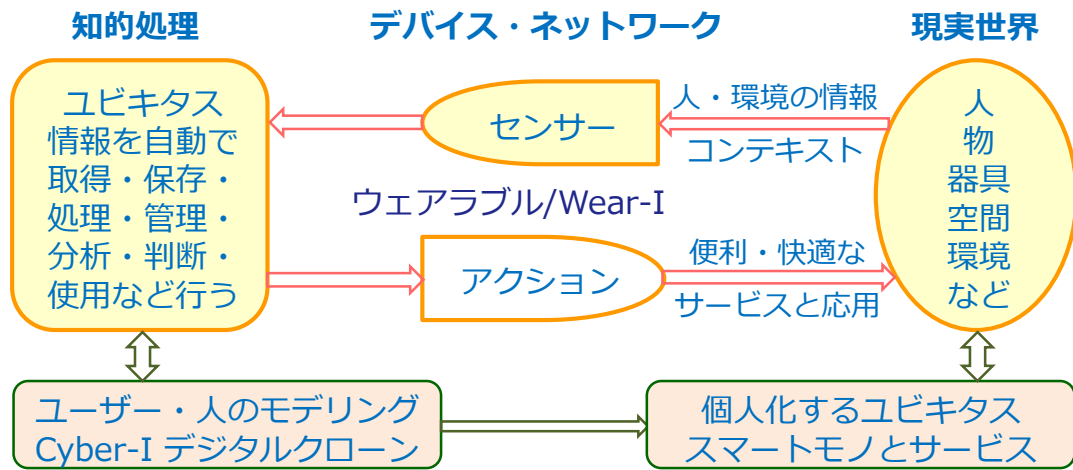 知的処理
デバイス・ネットワーク
現実世界
ユビキタス
情報を自動で
取得・保存・
処理・管理・
分析・判断・
使用など行う
センサー
人・環境の情報
コンテキスト
ウェアラブル/Wear-I
アクション
便利・快適な
サービスと応用
人
物
器具
空間
環境
など
ユーザー・人のモデリング
Cyber-I デジタルクローン
個人化するユビキタス
スマートモノとサービス